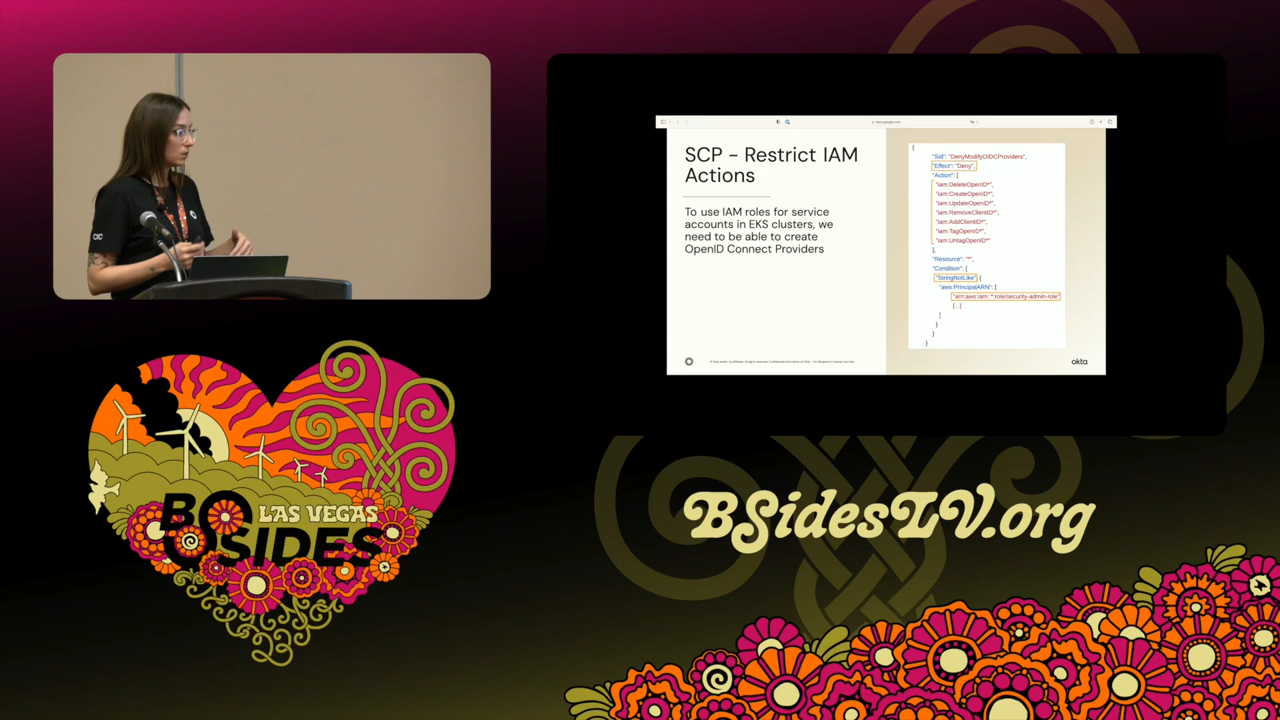 CIC
SCP – Restrict IAM
Actions
To use IAM roles for service
accounts in EKS clusters, we
need to be able to create
OpenID Connect Providers
{
"Sid": "DenyModifyOIDCProviders",
"Effect": "Deny",
"Action": [
"iam:DeleteOpenID*",
"iam:CreateOpenID*",
"iam:UpdateOpenID*",
"iam:RemoveClientID*",
"iam:AddClientID*",
"iam:TagOpenID*",
"iam:UntagOpenID*"
],
"Resource": "*",
"Condition": {
"StringNotLike": {
"aws:PrincipalARN": [
"arn:aws:iam::*:role/security-admin-role"
[...]
]
}
}
}
okta
LAS VEGAS
BSIDES
BSidesLV.org